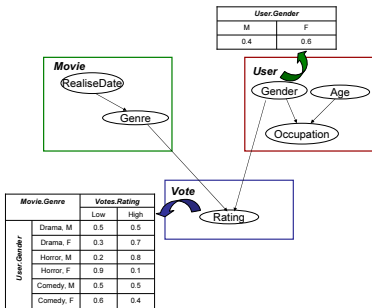 User.Gender
M F
0.4 0.6
Movie
RealiseDate
Genre
User
Gender Age
Occupation
Vote
Rating
Movie.Genre Votes.Rating
Low High
User.Gender
Drama, M 0.5 0.5
Drama, F 0.3 0.7
Horror, M 0.2 0.8
Horror, F 0.9 0.1
Comedy, M 0.5 0.5
Comedy, F 0.6 0.4